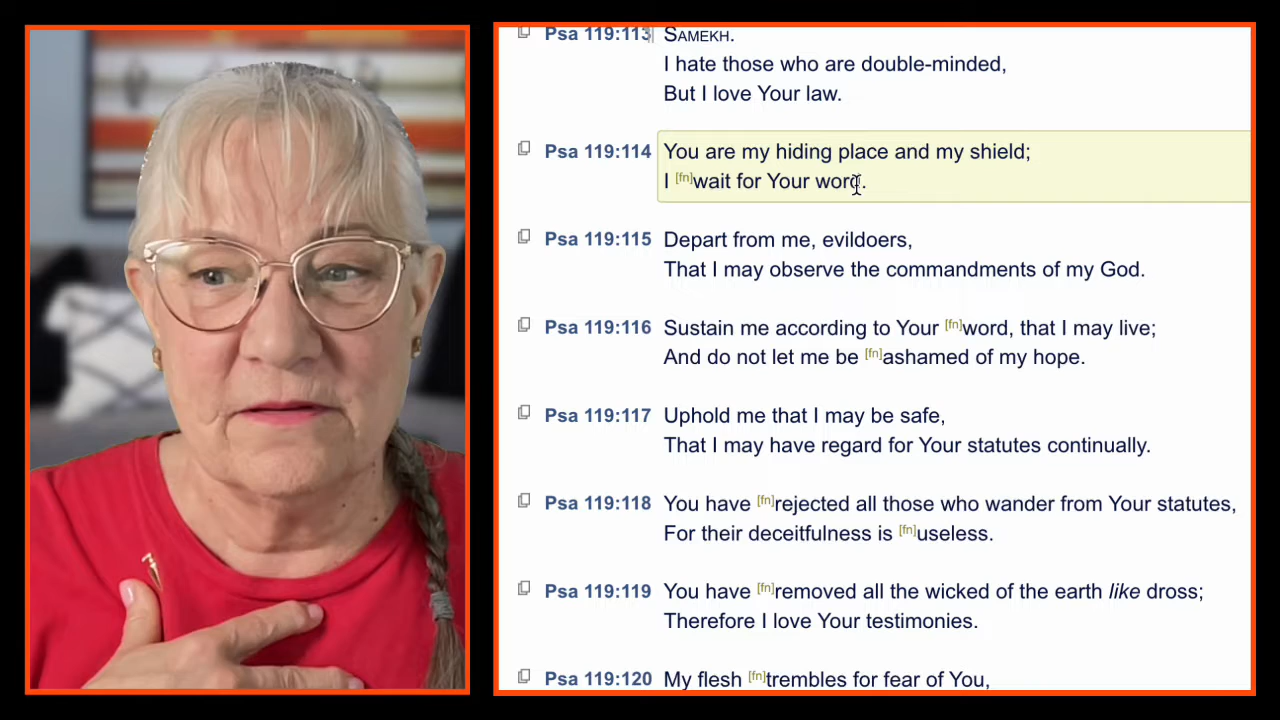 Psa 119:113 SAMEKH.
I hate those who are double-minded,
But I love Your law.
Psa 119:114 You are my hiding place and my shield;
I [fn]wait for Your word.
Psa 119:115 Depart from me, evildoers,
That I may observe the commandments of my God.
Psa 119:116 Sustain me according to Your [fn]word, that I may live;
And do not let me be [fn]ashamed of my hope.
Psa 119:117 Uphold me that I may be safe,
That I may have regard for Your statutes continually.
Psa 119:118 You have [fn]rejected all those who wander from Your statutes,
For their deceitfulness is [fn]useless.
Psa 119:119 You have [fn]removed all the wicked of the earth like dross;
Therefore I love Your testimonies.
Psa 119:120 My flesh [fn]trembles for fear of You,